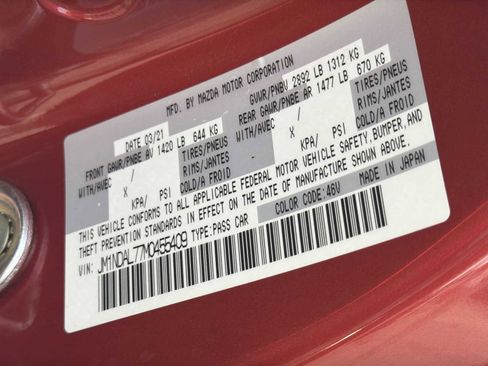 MFD. BY MAZDA MOTOR CORPORATION
DATE 03/21 GVWR/PNBV 2892 LB 1312 KG
FRONT GAWR/PNBE AV 1420 LB 644 KG REAR GAWR/PNBE AR 1477 LB 670 KG
WITH/AVEC / TIRES/PNEUS WITH/AVEC / TIRES/PNEUS
X RIMS/JANTES X RIMS/JANTES
KPA/ PSI COLD/A FROID KPA/ PSI COLD/A FROID
THIS VEHICLE CONFORMS TO ALL APPLICABLE FEDERAL MOTOR VEHICLE SAFETY, BUMPER, AND
THEFT PREVENTION STANDARDS IN EFFECT ON THE DATE OF MANUFACTURE SHOWN ABOVE.
JM1NDAL77M0455409 TYPE:PASS CAR COLOR CODE:46V MADE IN JAPAN